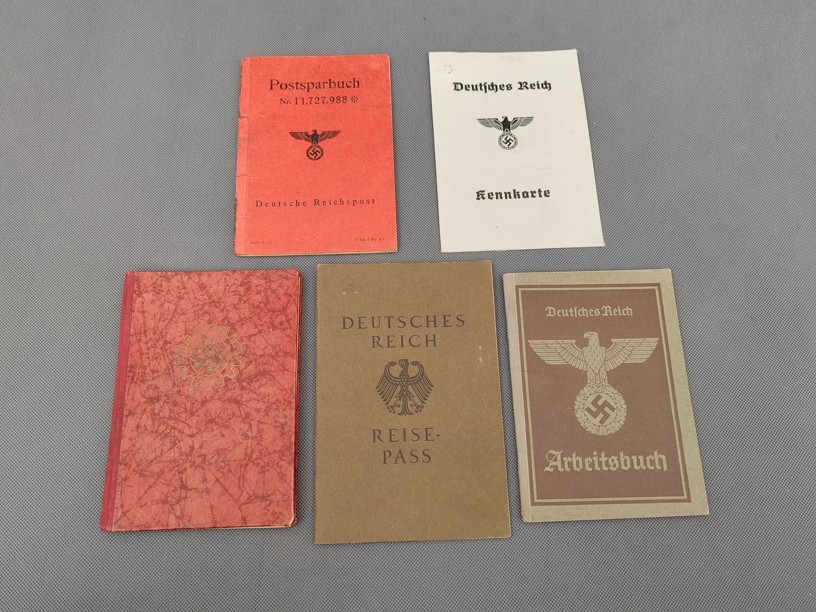 Postsparbuch
Nr. 11.727.988
Deutsche Reichspost
Deutsches Reich
Kennkarte
DEUTSCHES
REICH
REISE-
PASS
Deutsches Reich
Arbeitsbuch